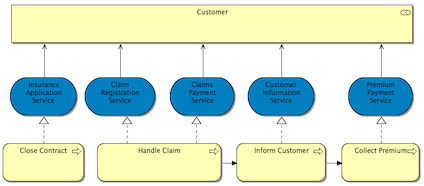 Customer
Insurance
Application
Service
Claim
Registration
Service
Claims
Payment
Service
Customer
Information
Service
Premium
Payment
Service
Close Contract
Handle Claim
Inform Customer
Collect Premium